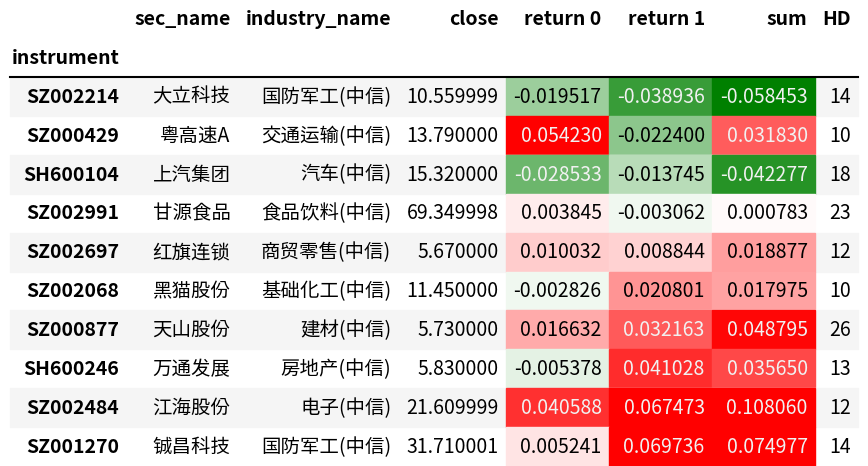 sec_name industry_name close return 0 return 1 sum HD
instrument
SZ002214 大立科技 国防军工(中信) 10.559999 -0.019517 -0.038936 -0.058453 14
SZ000429 粤高速A 交通运输(中信) 13.790000 0.054230 -0.022400 0.031830 10
SH600104 上汽集团 汽车(中信) 15.320000 -0.028533 -0.013745 -0.042277 18
SZ002991 甘源食品 食品饮料(中信) 69.349998 0.003845 -0.003062 0.000783 23
SZ002697 红旗连锁 商贸零售(中信) 5.670000 0.010032 0.008844 0.018877 12
SZ002068 黑猫股份 基础化工(中信) 11.450000 -0.002826 0.020801 0.017975 10
SZ000877 天山股份 建材(中信) 5.730000 0.016632 0.032163 0.048795 26
SH600246 万通发展 房地产(中信) 5.830000 -0.005378 0.041028 0.035650 13
SZ002484 江海股份 电子(中信) 21.609999 0.040588 0.067473 0.108060 12
SZ001270 铖昌科技 国防军工(中信) 31.710001 0.005241 0.069736 0.074977 14